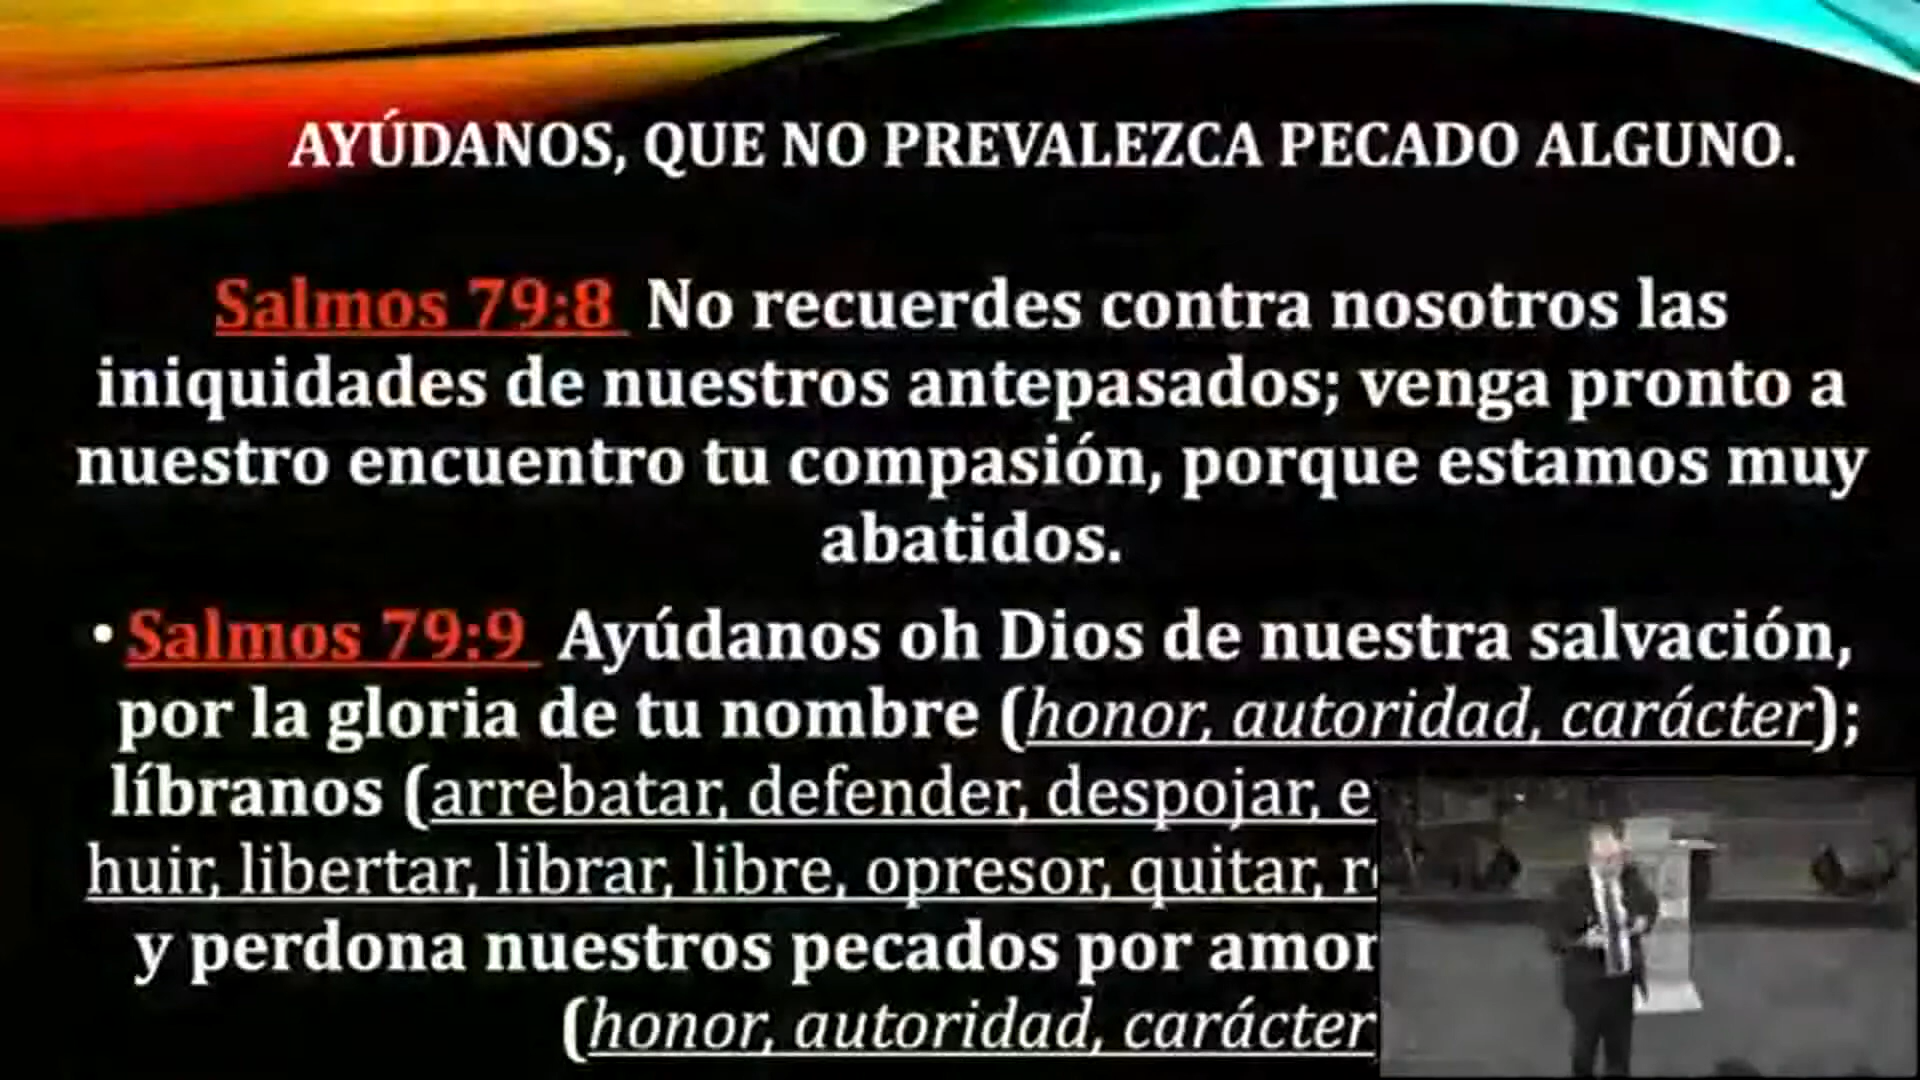 AYÚDANOS, QUE NO PREVALEZCA PECADO ALGUNO.
Salmos 79:8 No recuerdes contra nosotros las
iniquidades de nuestros antepasados; venga pronto a
nuestro encuentro tu compasión, porque estamos muy
abatidos.
• Salmos 79:9 Ayúdanos oh Dios de nuestra salvación,
por la gloria de tu nombre (honor, autoridad, carácter);
líbranos (arrebatar, defender, despojar,
huir, libertar, librar, libre, opresor, quitar,
y perdona nuestros pecados por amor
(honor, autoridad, carácter